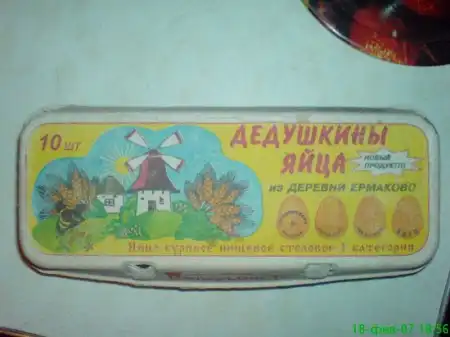 10 шт
ДЕДУШКИНЫ
ЯЙЦА
НОВЫЙ
ПРОДУКТ!
из ДЕРЕВНИ ЕРМАКОВО
Яйцо куриное пищевое столовое 1 категория
18-фев-07 18:56